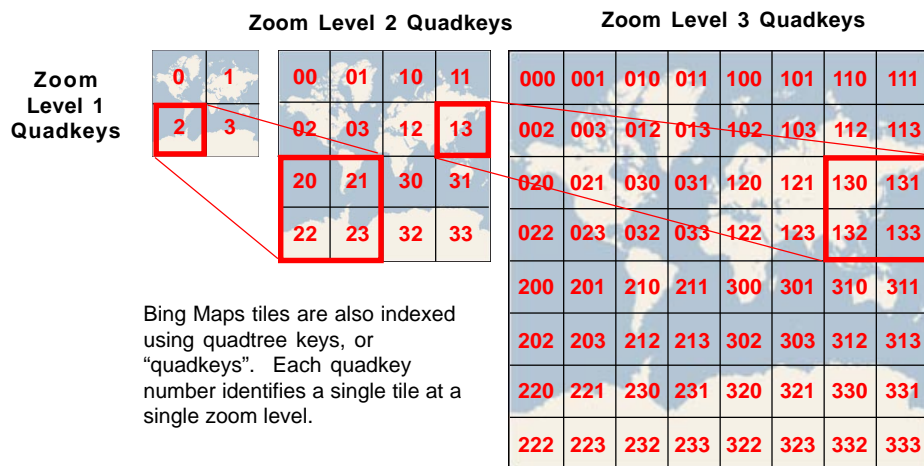 Zoom Level 2 Quadkeys
Zoom Level 3 Quadkeys
Zoom
Level 1
Quadkeys
0 1
2 3
00 01 10 11
02 03 12 13
20 21 30 31
22 23 32 33
000 001 010 011 100 101 110 111
002 003 012 013 102 103 112 113
020 021 030 031 120 121 130 131
022 023 032 033 122 123 132 133
200 201 210 211 300 301 310 311
202 203 212 213 302 303 312 313
220 221 230 231 320 321 330 331
222 223 232 233 322 323 332 333
Bing Maps tiles are also indexed
using quadtree keys, or
“quadkeys”. Each quadkey
number identifies a single tile at a
single zoom level.